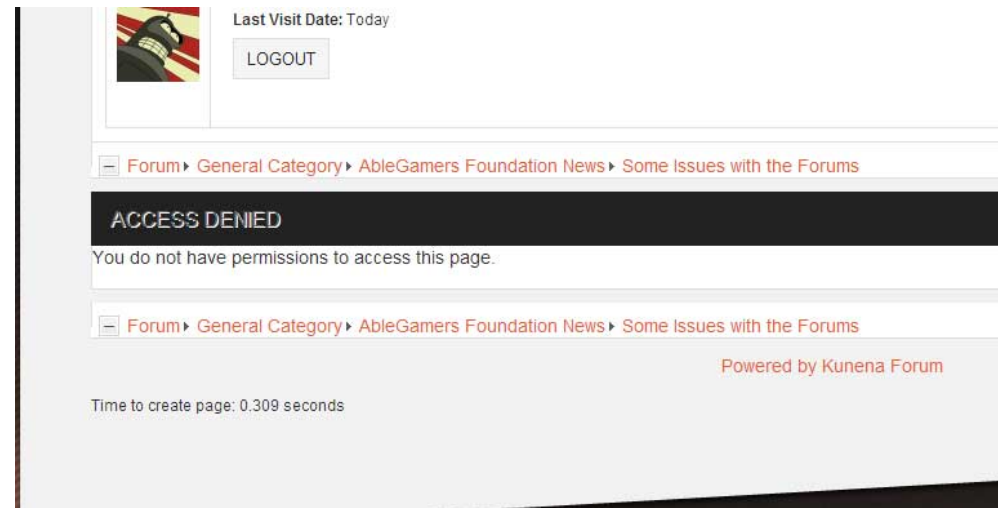 Last Visit Date: Today
LOGOUT
Forum General Category AbleGamers Foundation News Some Issues with the Forums
ACCESS DENIED
You do not have permissions to access this page.
Forum General Category AbleGamers Foundation News Some Issues with the Forums
Powered by Kunena Forum
Time to create page: 0.309 seconds